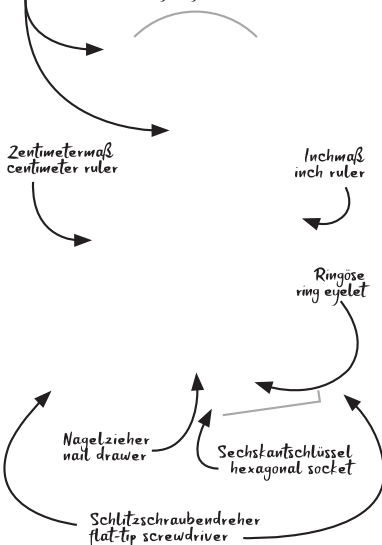 Zentimetermaß
centimeter ruler
Inchmaß
inch ruler
Ringöse
ring eyelet
Nagelzieher
nail drawer
Sechskantschlüssel
hexagonal socket
Schlitzschraubendreher
flat-tip screwdriver